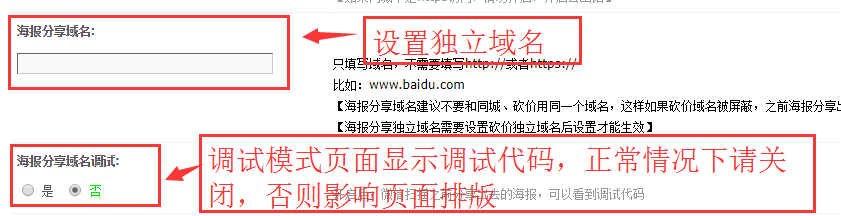 海报分享域名:
设置独立域名
只填写域名，不需要填写http://或者https://
比如：www.baidu.com
【海报分享域名建议不要和同城、砍价用同一个域名，这样如果砍价域名被屏蔽，之前海报分享出
【海报分享独立域名需要设置砍价独立域名后设置才能生效】
海报分享域名调试:
是 否
调试模式页面显示调试代码，正常情况下请关
闭，否则影响页面排版
去的海报，可以看到调试代码